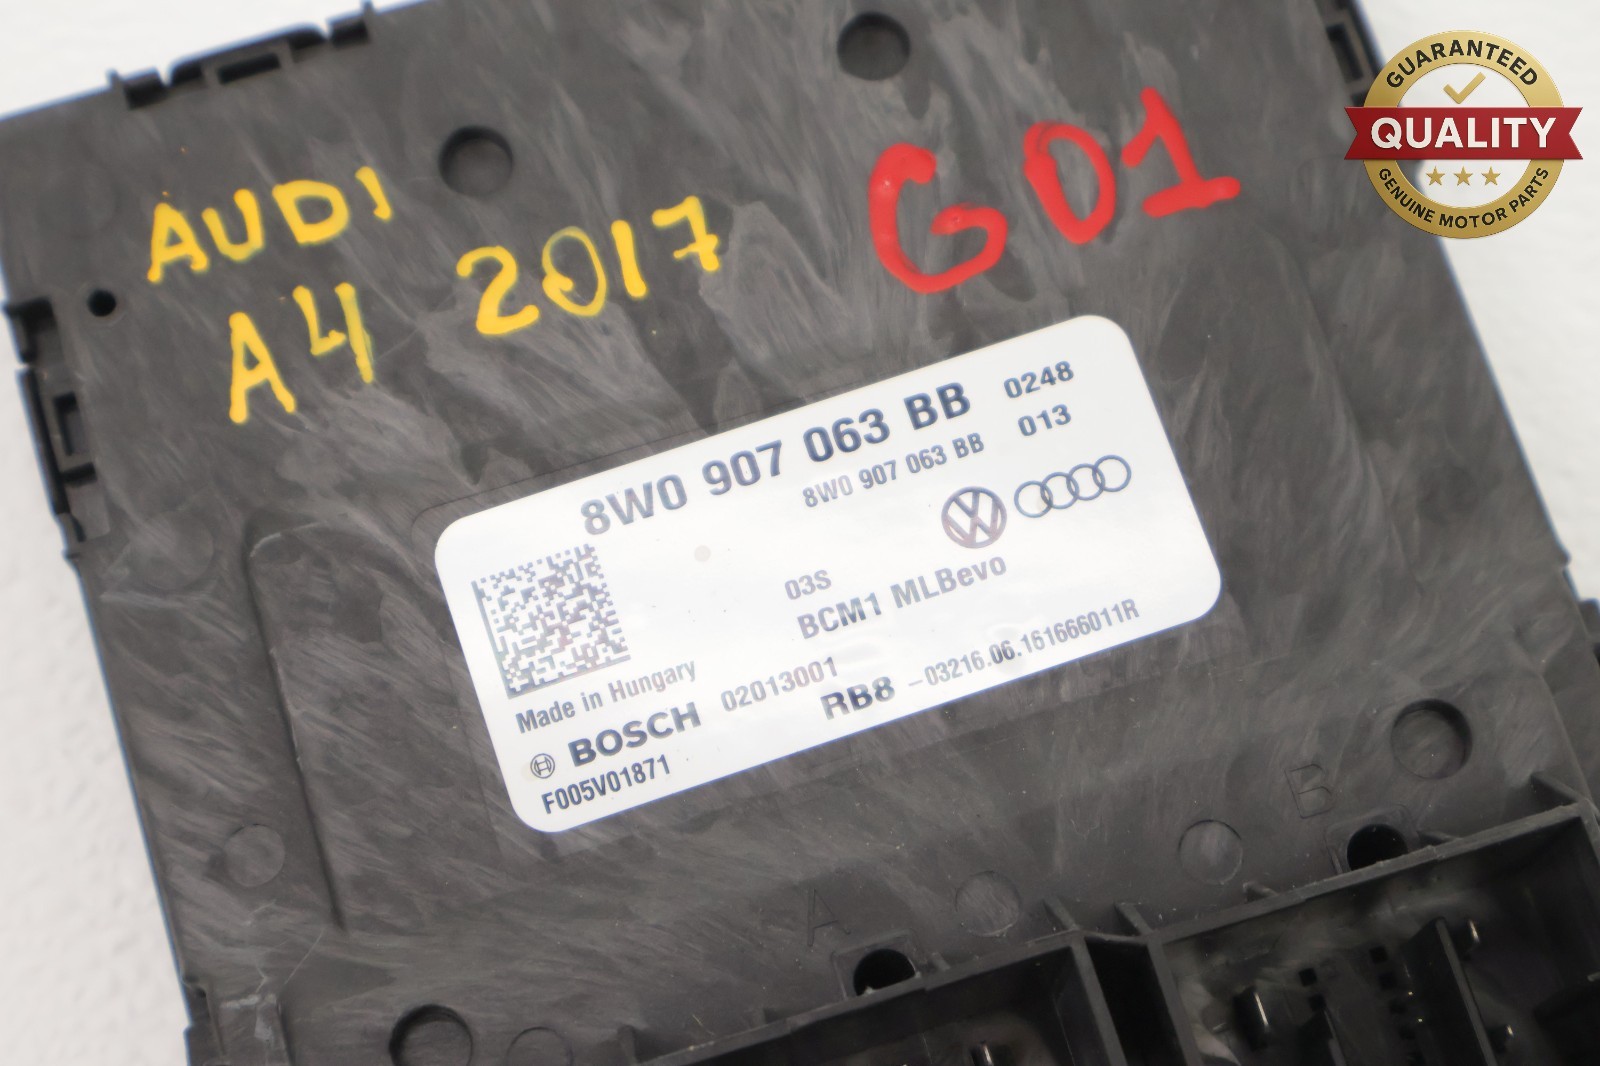 GUARANTEED
QUALITY
GENUINE MOTOR PARTS
AUDI
A4 2017
G01
8W0 907 063 BB 0248
8W0 907 063 BB 013
03S
BCM1 MLBevo
Made in Hungary
BOSCH 02013001
RB8 -03216.06.161666011R
F005V01871
A
B